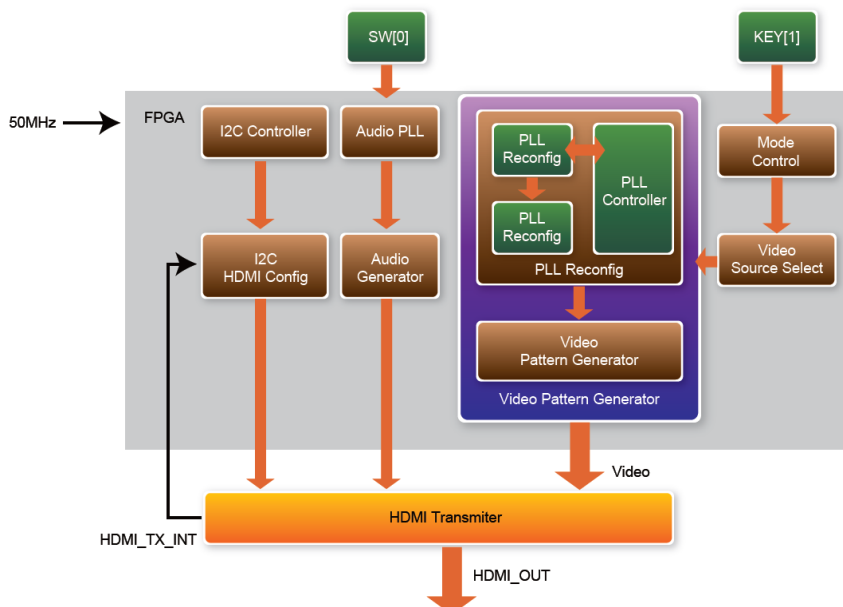 SW[0]
KEY[1]
50MHz
FPGA
I2C Controller
Audio PLL
PLL
Reconfig
PLL
Controller
Mode
Control
PLL
Reconfig
I2C
HDMI Config
Audio
Generator
PLL Reconfig
Video
Source Select
Video
Pattern Generator
Video Pattern Generator
Video
HDMI Transmiter
HDMI_TX_INT
HDMI_OUT